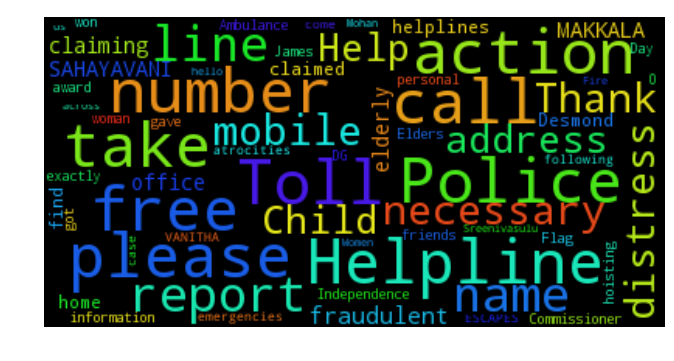 us won Ambulance come Mohan helplines MAKKALA
claiming line James Help action Day
SAHAYAVANI hello claimed personal Fire 0
award number call Thank
across woman gave mobile elderly Elders Desmond
take atrocities DG address distress
exactly office Toll Police following
find got free Child necessary
VANITHA friends Sreenivasulu
case please Women Helpline Flag hoisting
home report Independence name
information emergencies fraudulent ESCAPES Commissioner